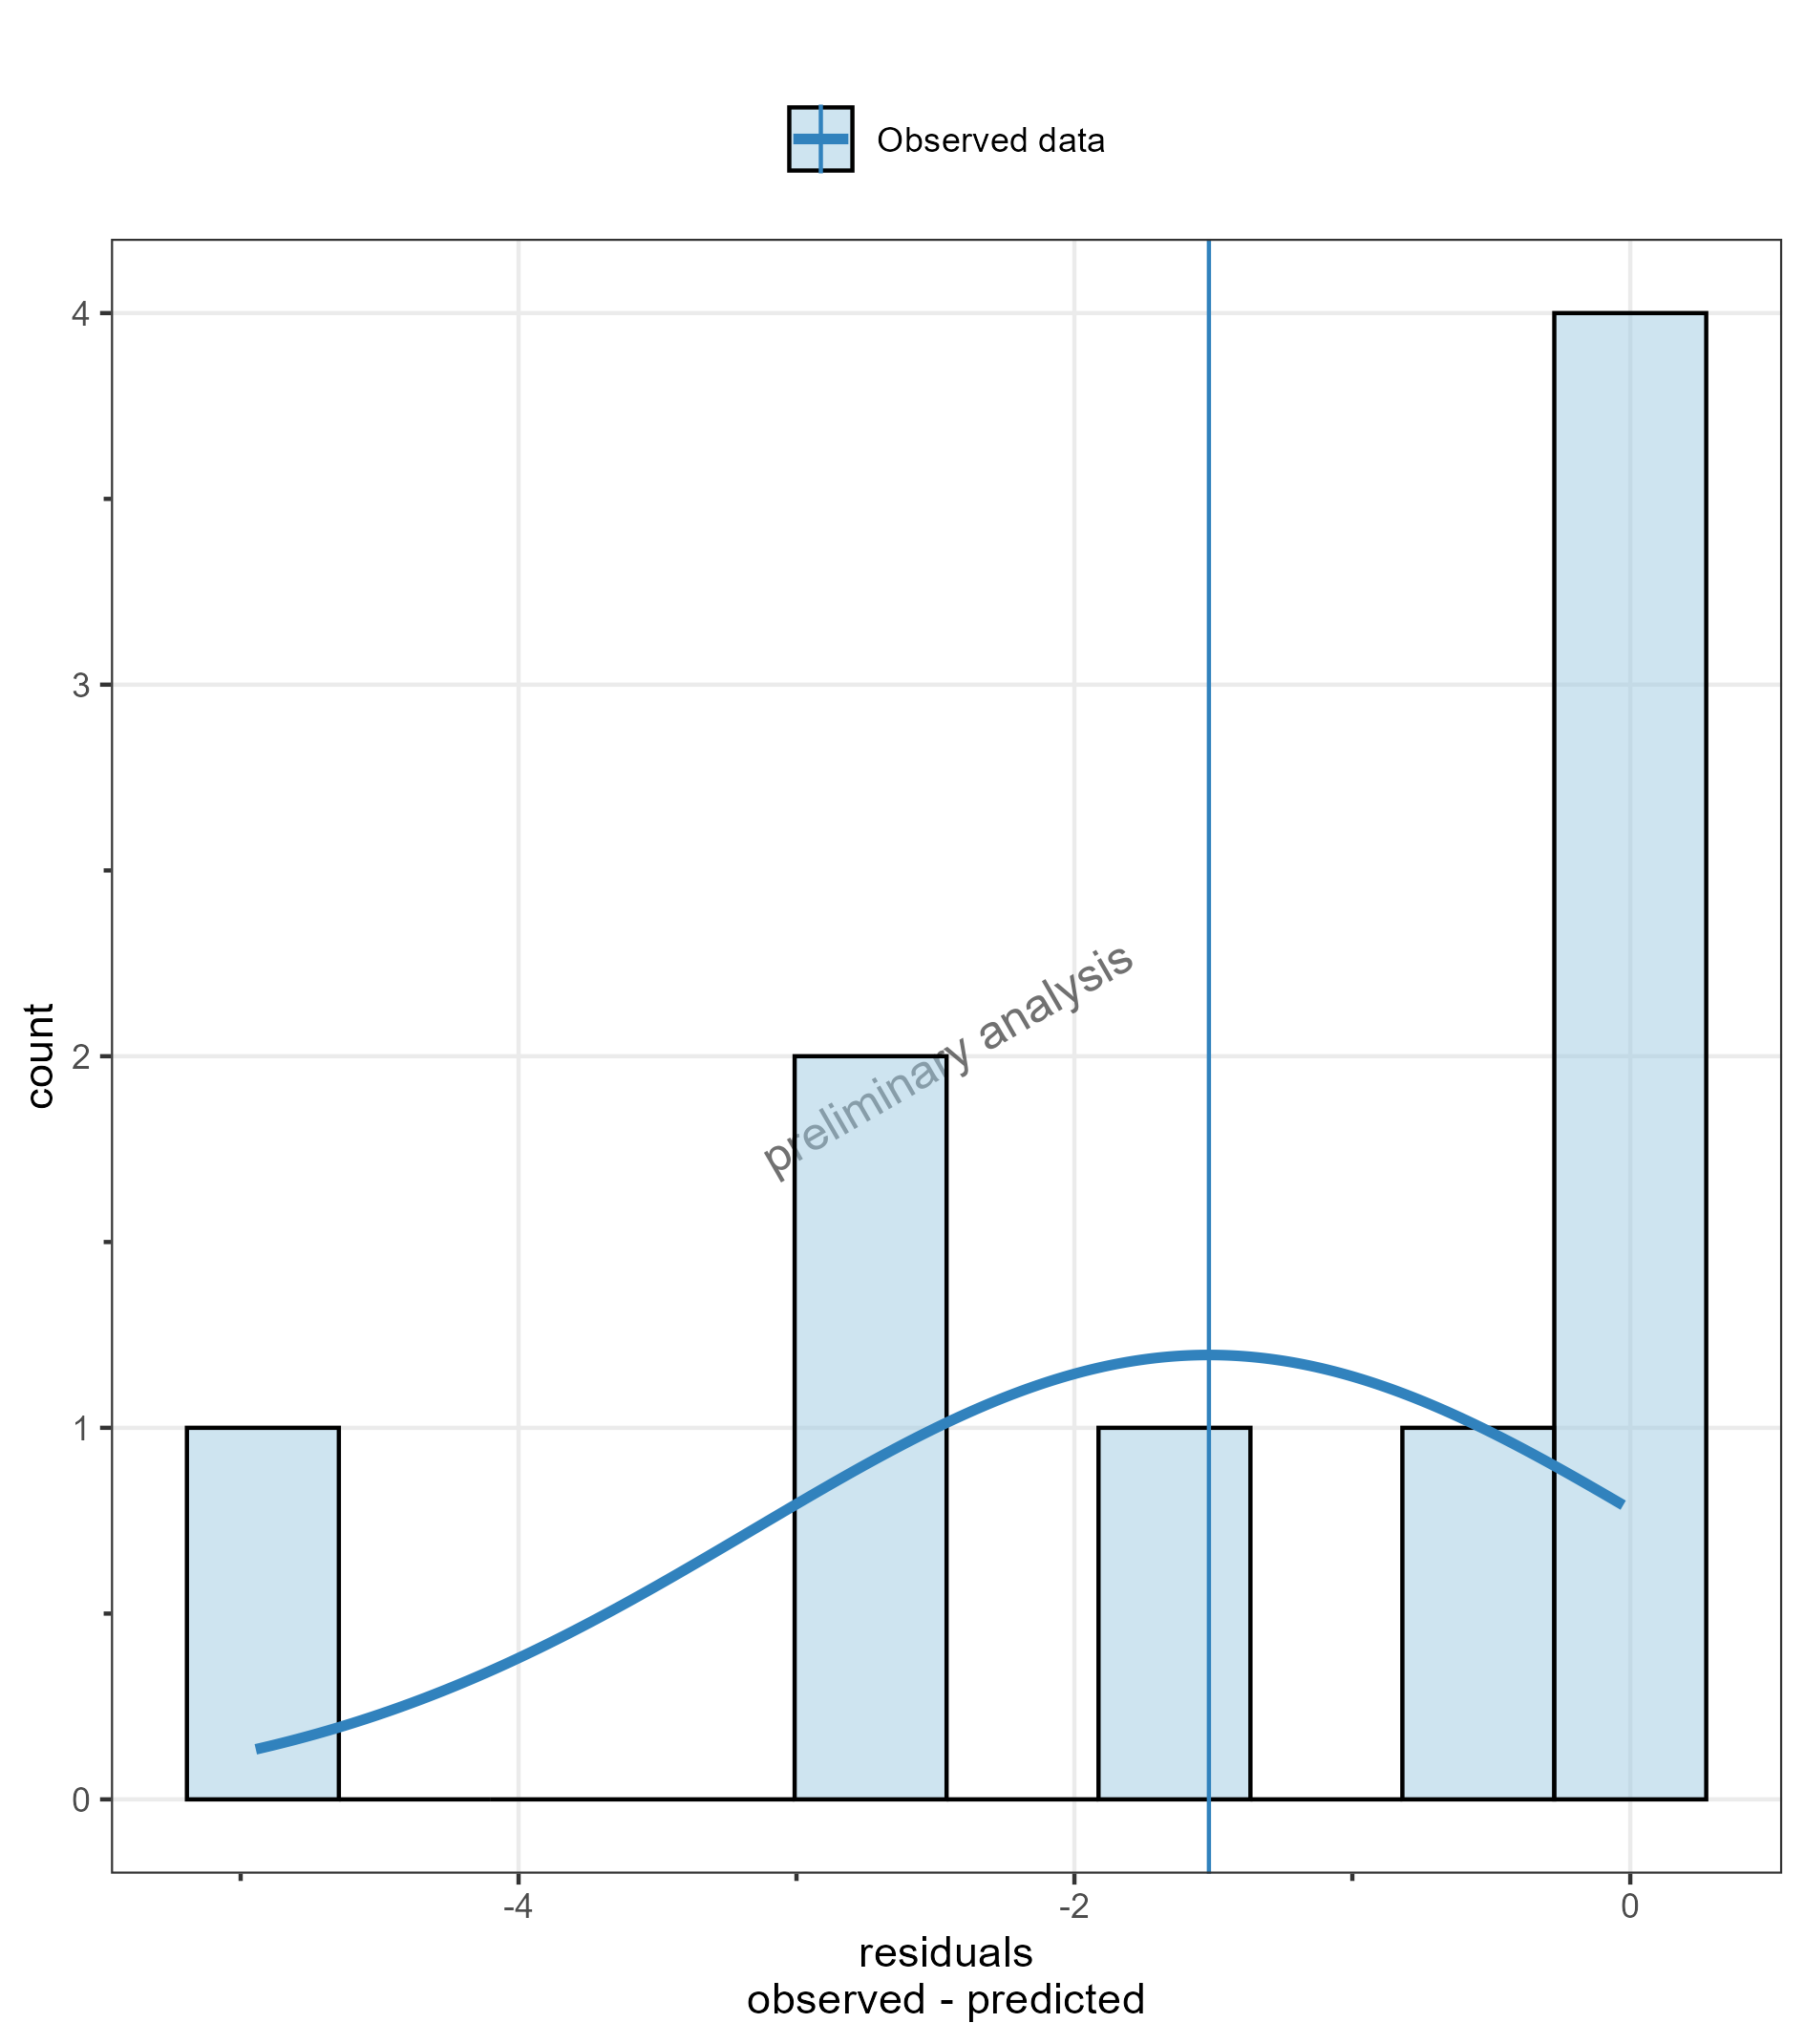 Observed data
4
3
2
1
0
count
preliminary analysis
-4
-2
0
residuals
observed - predicted